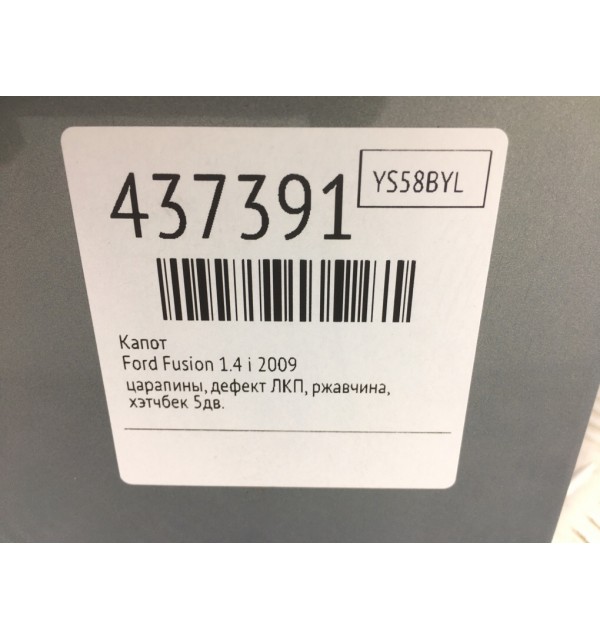 YS58BYL
437391
Капот
Ford Fusion 1.4 i 2009
царапины, дефект ЛКП, ржавчина,
хэтчбек 5дв.